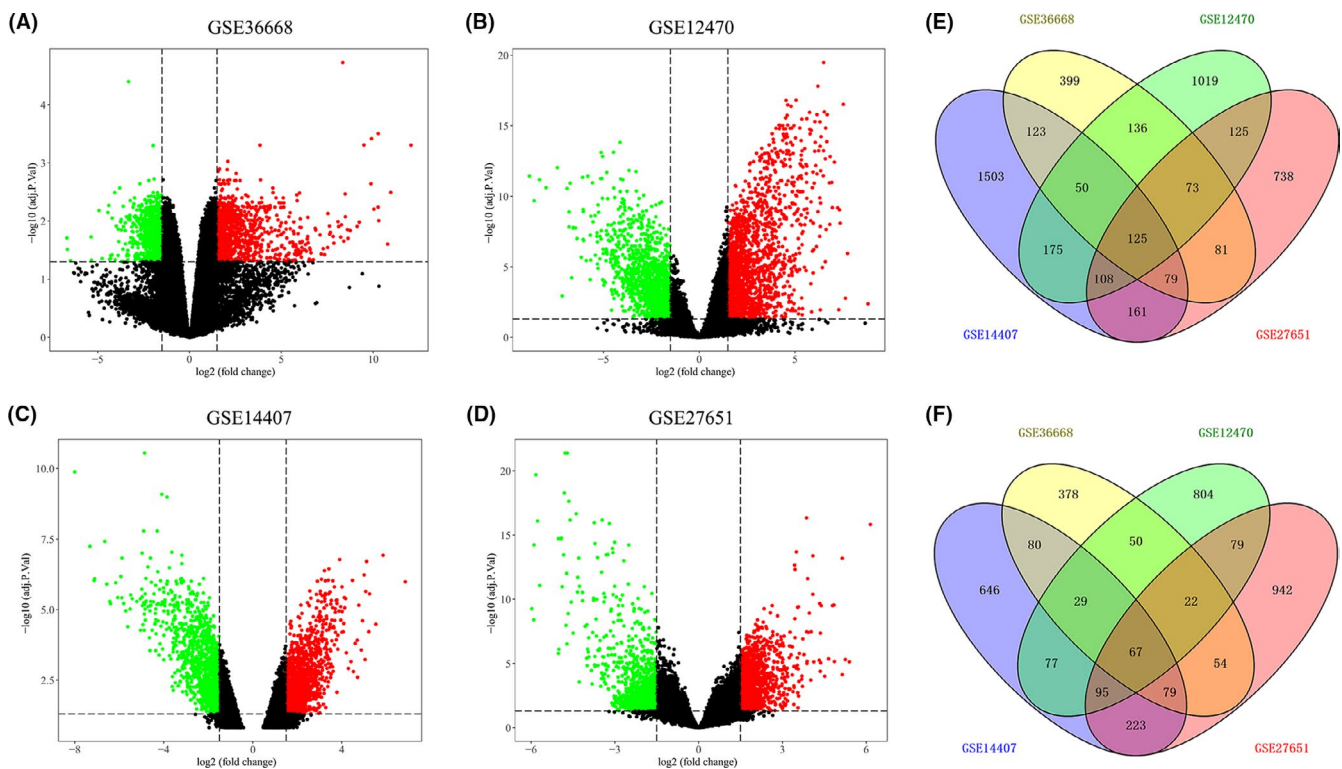 (A)
GSE36668
−log10 (adj.P.Val)
4
3
2
1
0
−5
0
5
10
log2 (fold change)
(B)
GSE12470
−log10 (adj.P.Val)
20
15
10
5
0
−5
0
5
log2 (fold change)
(E)
GSE36668
GSE12470
399
1019
123
136
125
1503
50
73
738
125
175
81
108
79
161
GSE14407
GSE27651
(C)
GSE14407
−log10 (adj.P.Val)
10.0
7.5
5.0
2.5
−8
−4
0
4
log2 (fold change)
(D)
GSE27651
−log10 (adj.P.Val)
20
15
10
5
0
−6
−3
0
3
6
log2 (fold change)
(F)
GSE36668
GSE12470
378
804
80
50
79
646
29
22
942
67
77
54
95
79
223
GSE14407
GSE27651